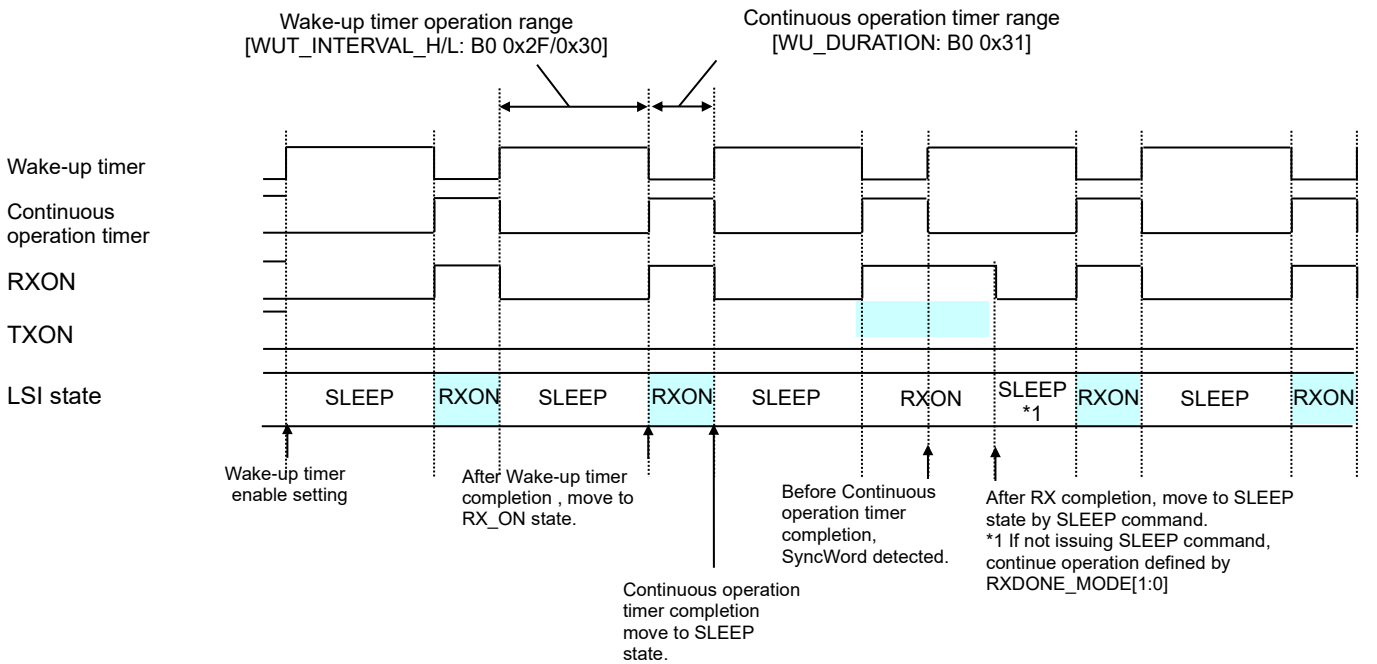 Wake-up timer operation range
[WUT_INTERVAL_H/L: B0 0x2F/0x30]
Continuous operation timer range
[WU_DURATION: B0 0x31]
Wake-up timer
Continuous
operation timer
RXON
TXON
LSI state
SLEEP
RXON
SLEEP
RXON
SLEEP
RXON
SLEEP
*1
RXON
SLEEP
RXON
Wake-up timer
enable setting
After Wake-up timer
completion , move to
RX_ON state.
Continuous operation
timer completion
move to SLEEP
state.
Before Continuous
operation timer
completion,
SyncWord detected.
After RX completion, move to SLEEP
state by SLEEP command.
*1 If not issuing SLEEP command,
continue operation defined by
RXDONE_MODE[1:0]